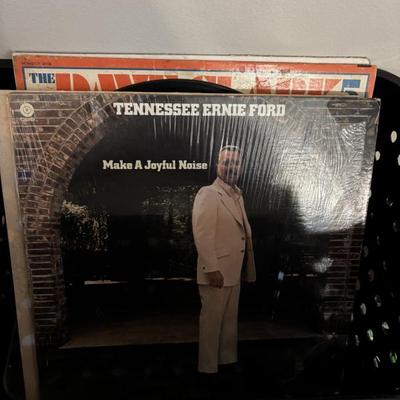 THE
TENNESSEE ERNIE FORD
Make A Joyful Noise